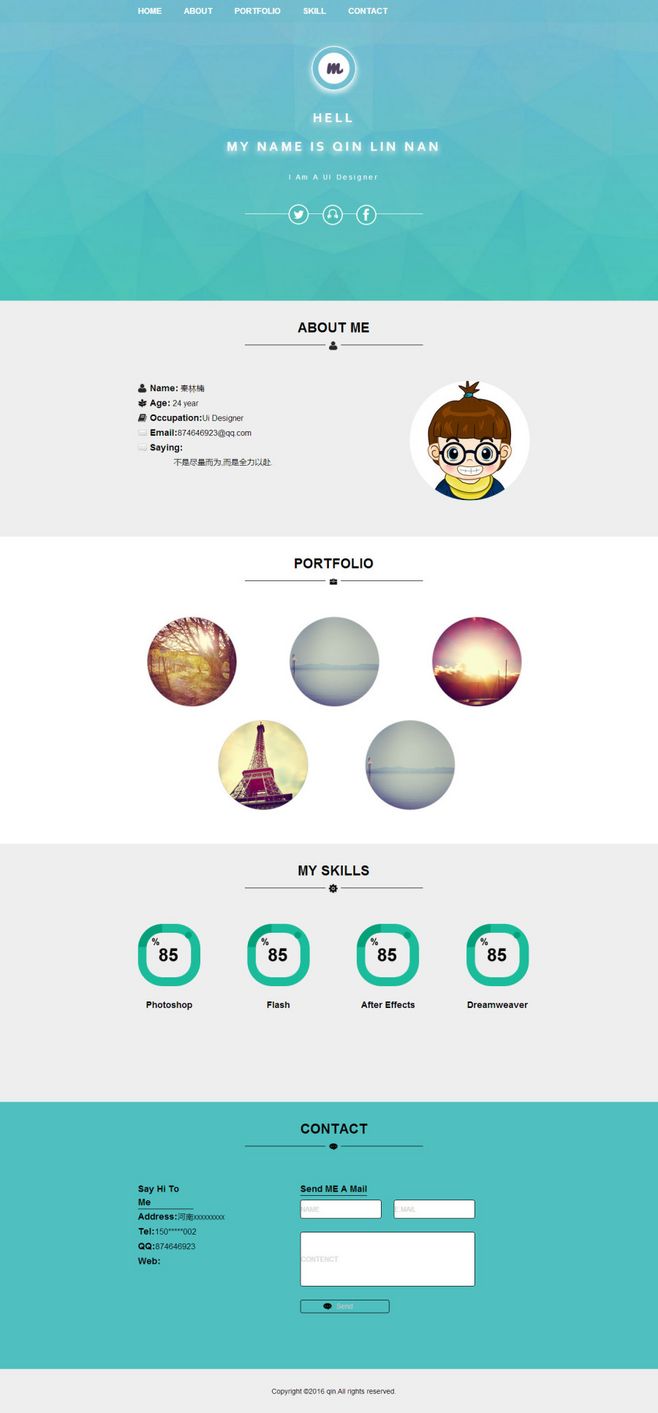 HOME ABOUT PORTFOLIO SKILL CONTACT
m
HELL
MY NAME IS QIN LIN NAN
I Am A UI Designer
ABOUT ME
Name: 秦林楠
Age: 24 year
Occupation:Ui Designer
Email:874646923@qq.com
Saying:
不是尽量而为,而是全力以赴.
PORTFOLIO
MY SKILLS
% 85 % 85 % 85 % 85
Photoshop Flash After Effects Dreamweaver
CONTACT
Say Hi To
Me
Address:河南xxxxxxxxx
Tel:150*****002
QQ:874646923
Web:
Send ME A Mail
NAME E:MAIL
CONTENCT
Send
Copyright ©2016 qin.All rights reserved.